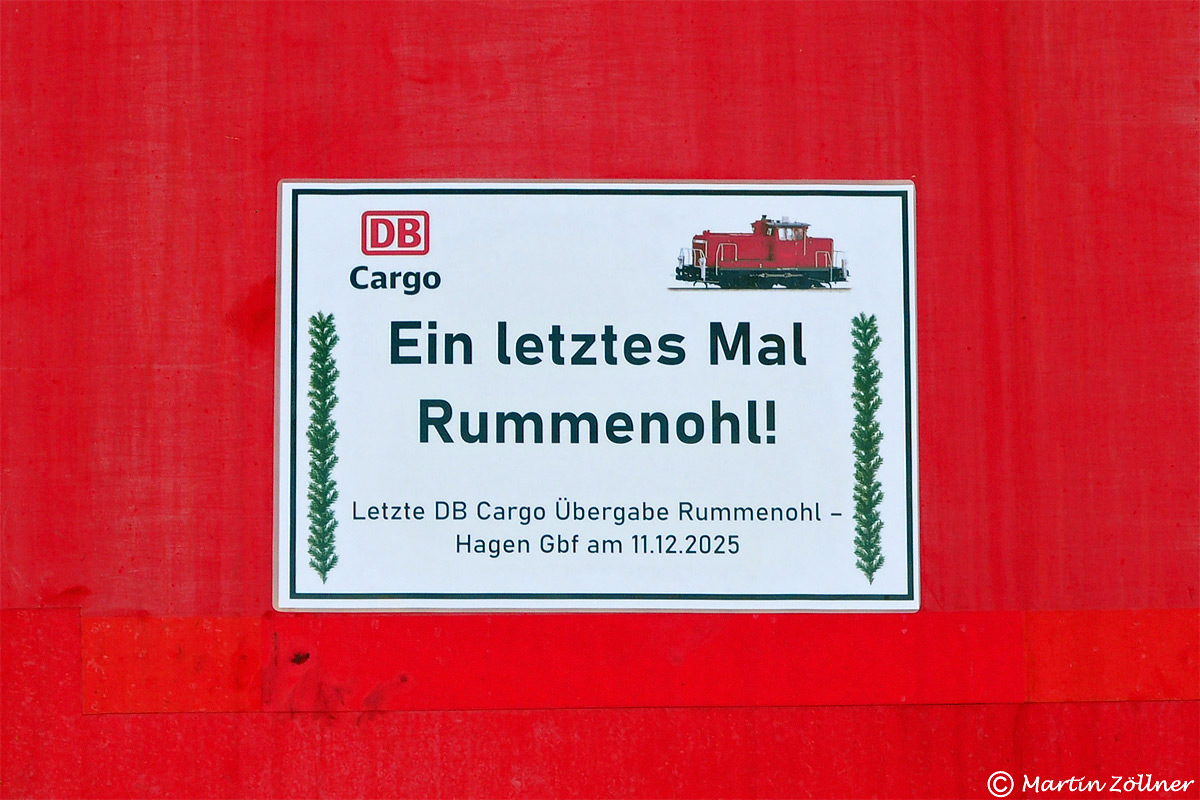 DB
Cargo
Ein letztes Mal
Rummenohl!
Letzte DB Cargo Übergabe Rummenohl –
Hagen Gbf am 11.12.2025
© Martin Zöllner